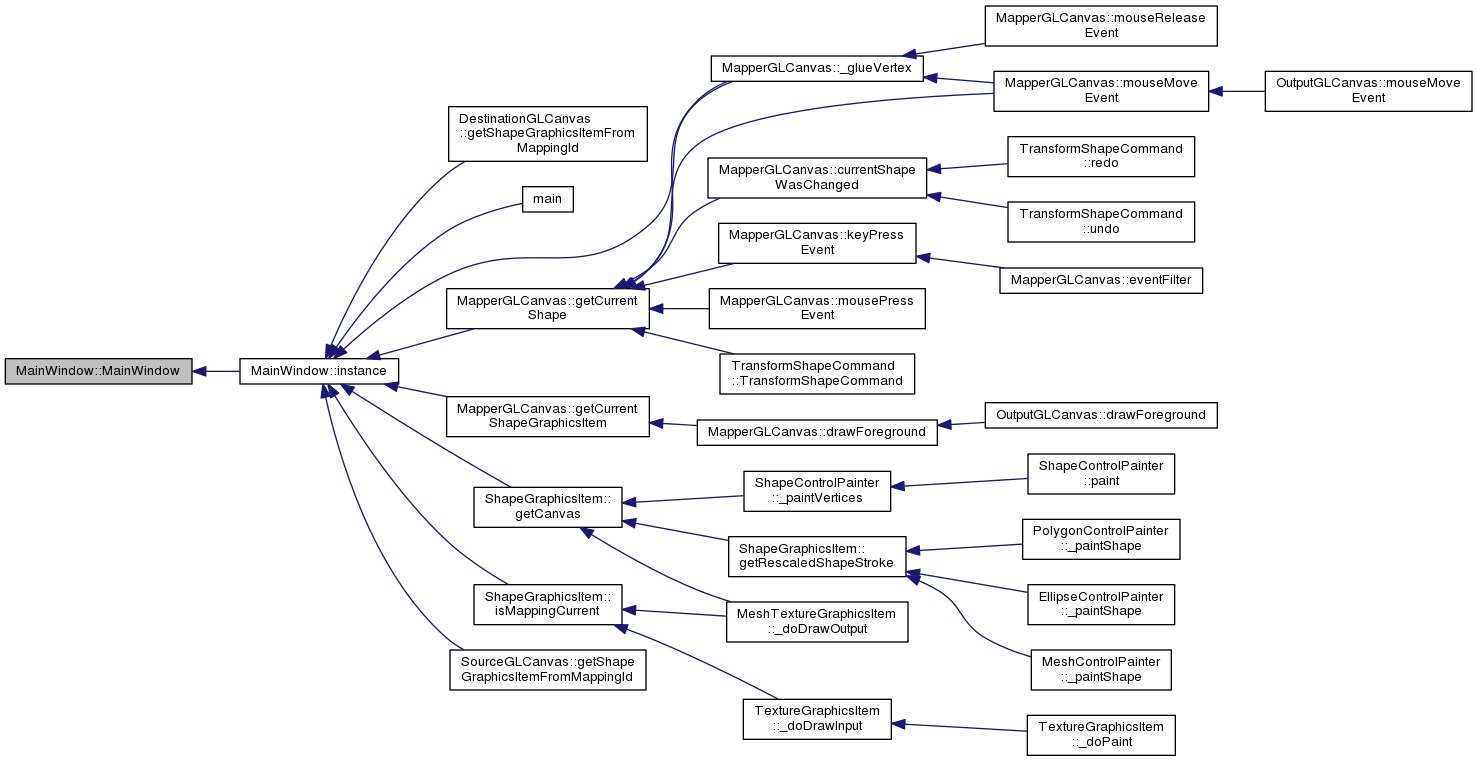 MapperGLCanvas::mouseRelease
Event
MapperGLCanvas::_glueVertex
MapperGLCanvas::mouseMove
Event
OutputGLCanvas::mouseMove
Event
DestinationGLCanvas
::getShapeGraphicsItemFrom
MappingId
TransformShapeCommand
::redo
MapperGLCanvas::currentShape
WasChanged
main
TransformShapeCommand
::undo
MapperGLCanvas::keyPress
Event
MapperGLCanvas::eventFilter
MapperGLCanvas::getCurrent
Shape
MapperGLCanvas::mousePress
Event
MainWindow::MainWindow
MainWindow::instance
TransformShapeCommand
::TransformShapeCommand
MapperGLCanvas::getCurrent
ShapeGraphicsItem
OutputGLCanvas::drawForeground
MapperGLCanvas::drawForeground
ShapeControlPainter
::paint
ShapeGraphicsItem::
getCanvas
ShapeControlPainter
::_paintVertices
PolygonControlPainter
::_paintShape
ShapeGraphicsItem::
getRescaledShapeStroke
EllipseControlPainter
::_paintShape
ShapeGraphicsItem::
isMappingCurrent
MeshTextureGraphicsItem
::_doDrawOutput
MeshControlPainter
::_paintShape
SourceGLCanvas::getShape
GraphicsItemFromMappingId
TextureGraphicsItem
::_doDrawInput
TextureGraphicsItem
::_doPaint